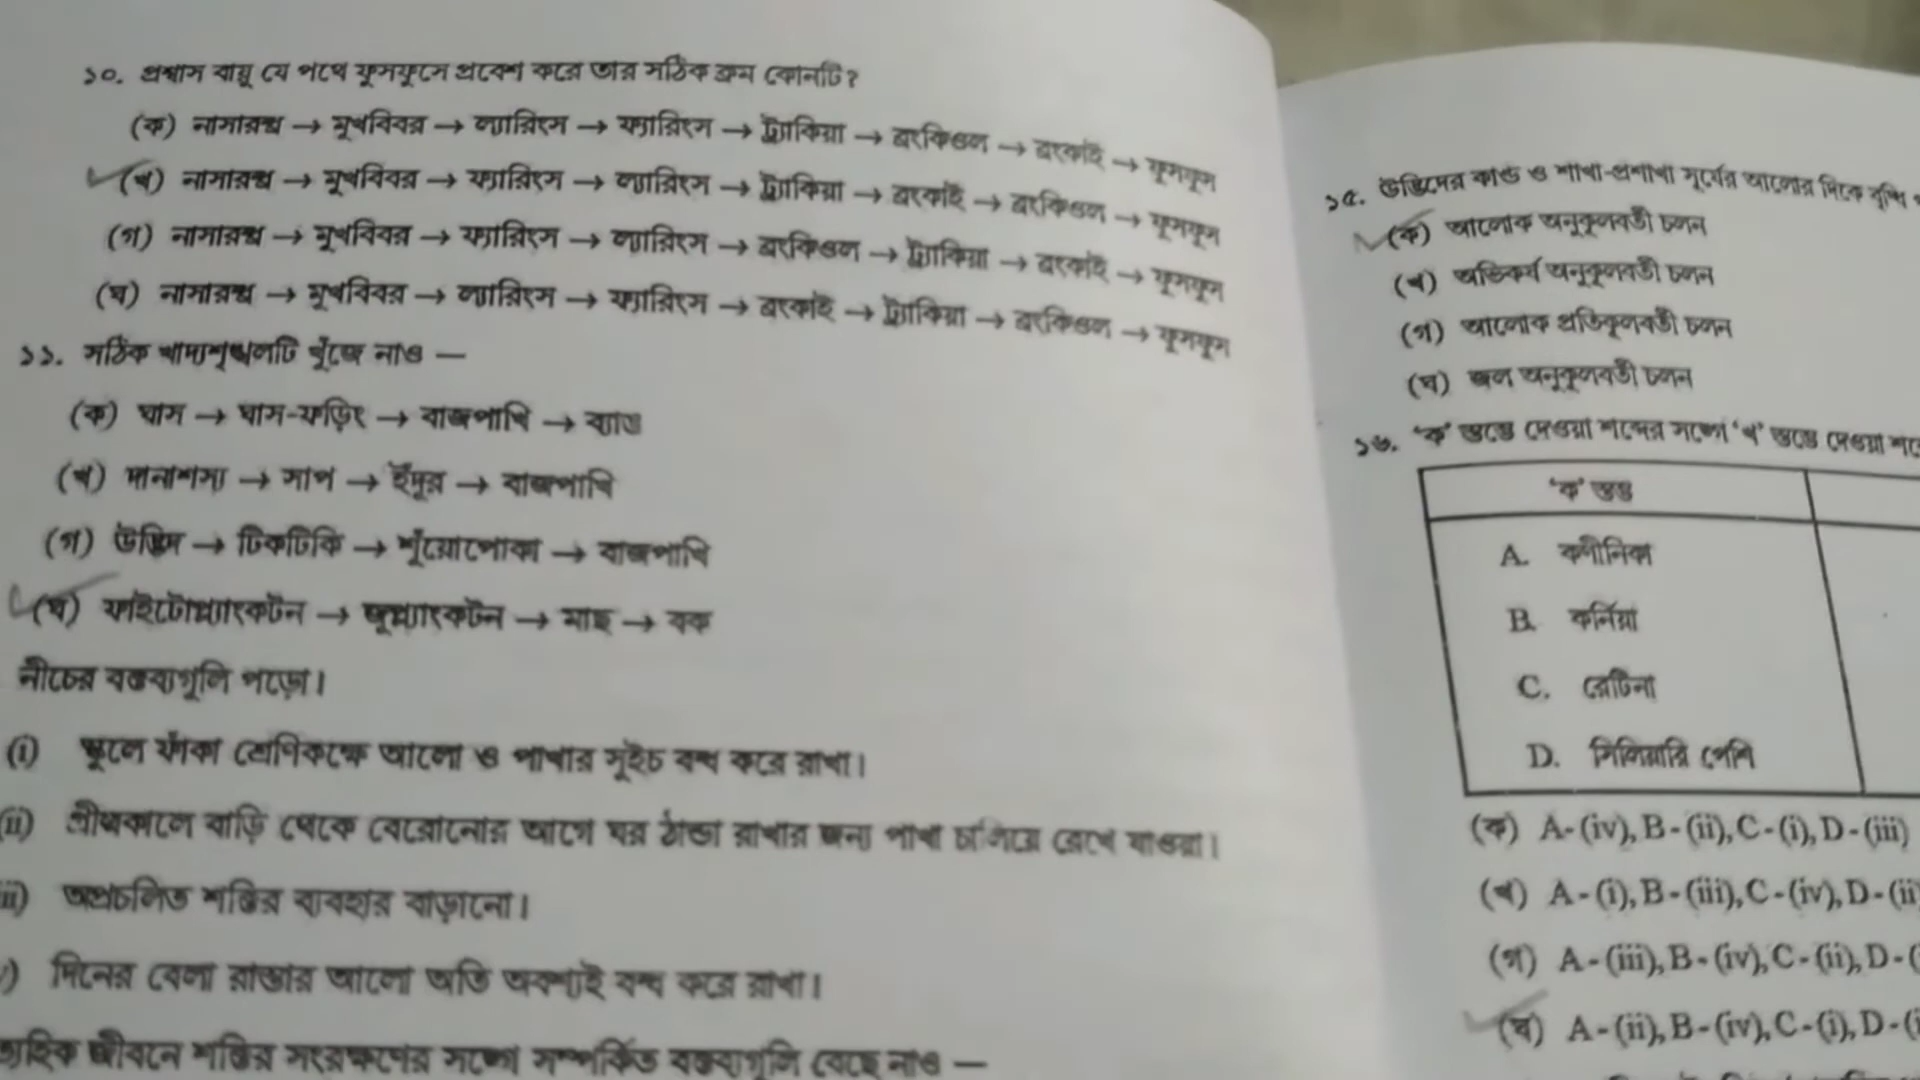 ১০. প্রশ্বাস বায়ু যে পথে ফুসফুসে প্রবেশ করে তার সঠিক ক্রম কোনটি?
(ক) নাসারন্ধ্র → মুখবিবর → ল্যারিংস → ফ্যারিংস → ট্র্যাকিয়া → ব্রংকিওল → ব্রংকাই → ফুসফুস
(খ) নাসারন্ধ্র → মুখবিবর → ফ্যারিংস → ল্যারিংস → ট্র্যাকিয়া → ব্রংকাই → ব্রংকিওল → ফুসফুস
(গ) নাসারন্ধ্র → মুখবিবর → ফ্যারিংস → ল্যারিংস → ব্রংকিওল → ট্র্যাকিয়া → ব্রংকাই → ফুসফুস
(ঘ) নাসারন্ধ্র → মুখবিবর → ল্যারিংস → ফ্যারিংস → ব্রংকাই → ট্র্যাকিয়া → ব্রংকিওল → ফুসফুস
১১. সঠিক খাদ্যশৃঙ্খলটি খুঁজে নাও —
(ক) ঘাস → ঘাস-ফড়িং → বাজপাখি → ব্যাঙ
(খ) দানাশস্য → সাপ → ইঁদুর → বাজপাখি
(গ) উদ্ভিদ → টিকটিকি → শুঁয়োপোকা → বাজপাখি
(ঘ) ফাইটোপ্ল্যাংকটন → জুপ্ল্যাংকটন → মাছ → বক
নীচের বক্তব্যগুলি পড়ো।
(i) স্কুলে ফাঁকা শ্রেণিকক্ষে আলো ও পাখার সুইচ বন্ধ করে রাখা।
(ii) গ্রীষ্মকালে বাড়ি থেকে বেরোনোর আগে ঘর ঠান্ডা রাখার জন্য পাখা চালিয়ে রেখে যাওয়া।
ii) অপ্রচলিত শক্তির ব্যবহার বাড়ানো।
) দিনের বেলা রাস্তার আলো অতি অবশ্যই বন্ধ করে রাখা।
জীবনে শক্তির সংরক্ষণের সঙ্গে সম্পর্কিত বক্তব্যগুলি বেছে নাও —
১৫. উদ্ভিদের কাণ্ড ও শাখা-প্রশাখা সূর্যের আলোর দিকে বৃদ্ধি
(ক) আলোক অনুকূলবর্তী চলন
(খ) অভিকর্ষ অনুকূলবর্তী চলন
(গ) আলোক প্রতিকূলবর্তী চলন
(ঘ) জল অনুকূলবর্তী চলন
১৬. ‘ক’ স্তম্ভে দেওয়া শব্দের সঙ্গে ‘খ’ স্তম্ভে দেওয়া
‘ক’ স্তম্ভ
A. কণীনিকা
B. কর্নিয়া
C. রেটিনা
D. সিলিয়ারি পেশি
(ক) A-(iv), B-(ii), C-(i), D-(iii)
(খ) A-(i), B-(iii), C-(iv), D-(ii
(গ) A-(iii), B-(iv), C-(ii), D-(
(ঘ) A-(ii), B-(iv), C-(i), D-(